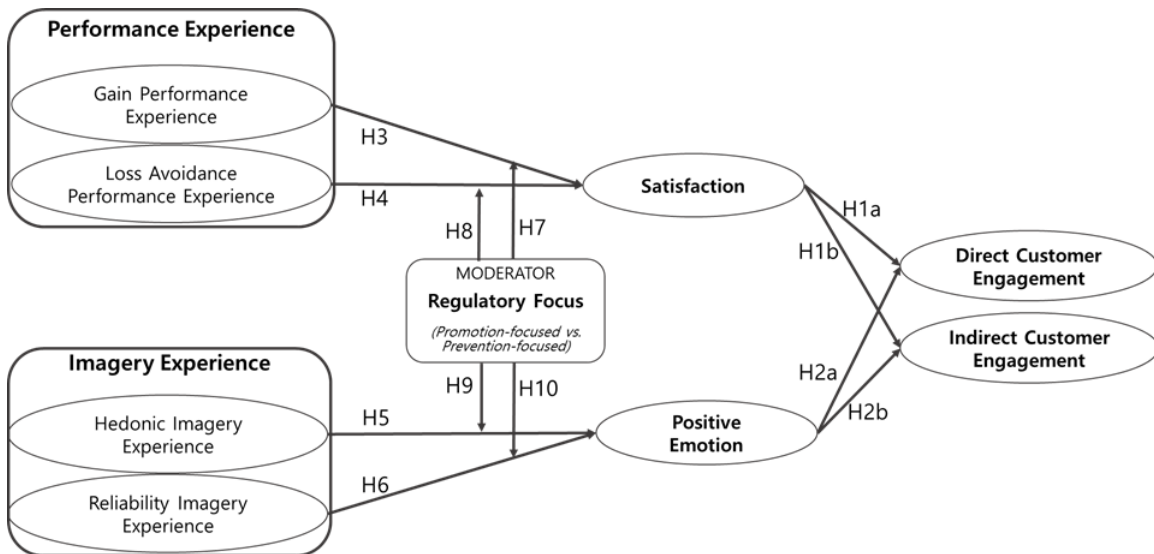 Performance Experience
Gain Performance
Experience
Loss Avoidance
Performance Experience
H3
H4
H8
H7
Satisfaction
H1a
H1b
Direct Customer
Engagement
Indirect Customer
Engagement
MODERATOR
Regulatory Focus
(Promotion-focused vs.
Prevention-focused)
Imagery Experience
Hedonic Imagery
Experience
Reliability Imagery
Experience
H9
H10
H5
H6
Positive
Emotion
H2a
H2b